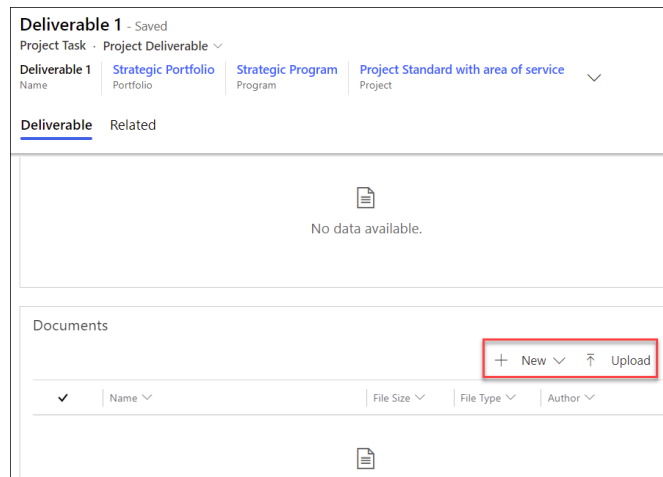 Deliverable 1 - Saved
Project Task · Project Deliverable
Deliverable 1 Strategic Portfolio Strategic Program Project Standard with area of service
Name Portfolio Program Project
Deliverable Related
No data available.
Documents
New Upload
Name File Size File Type Author